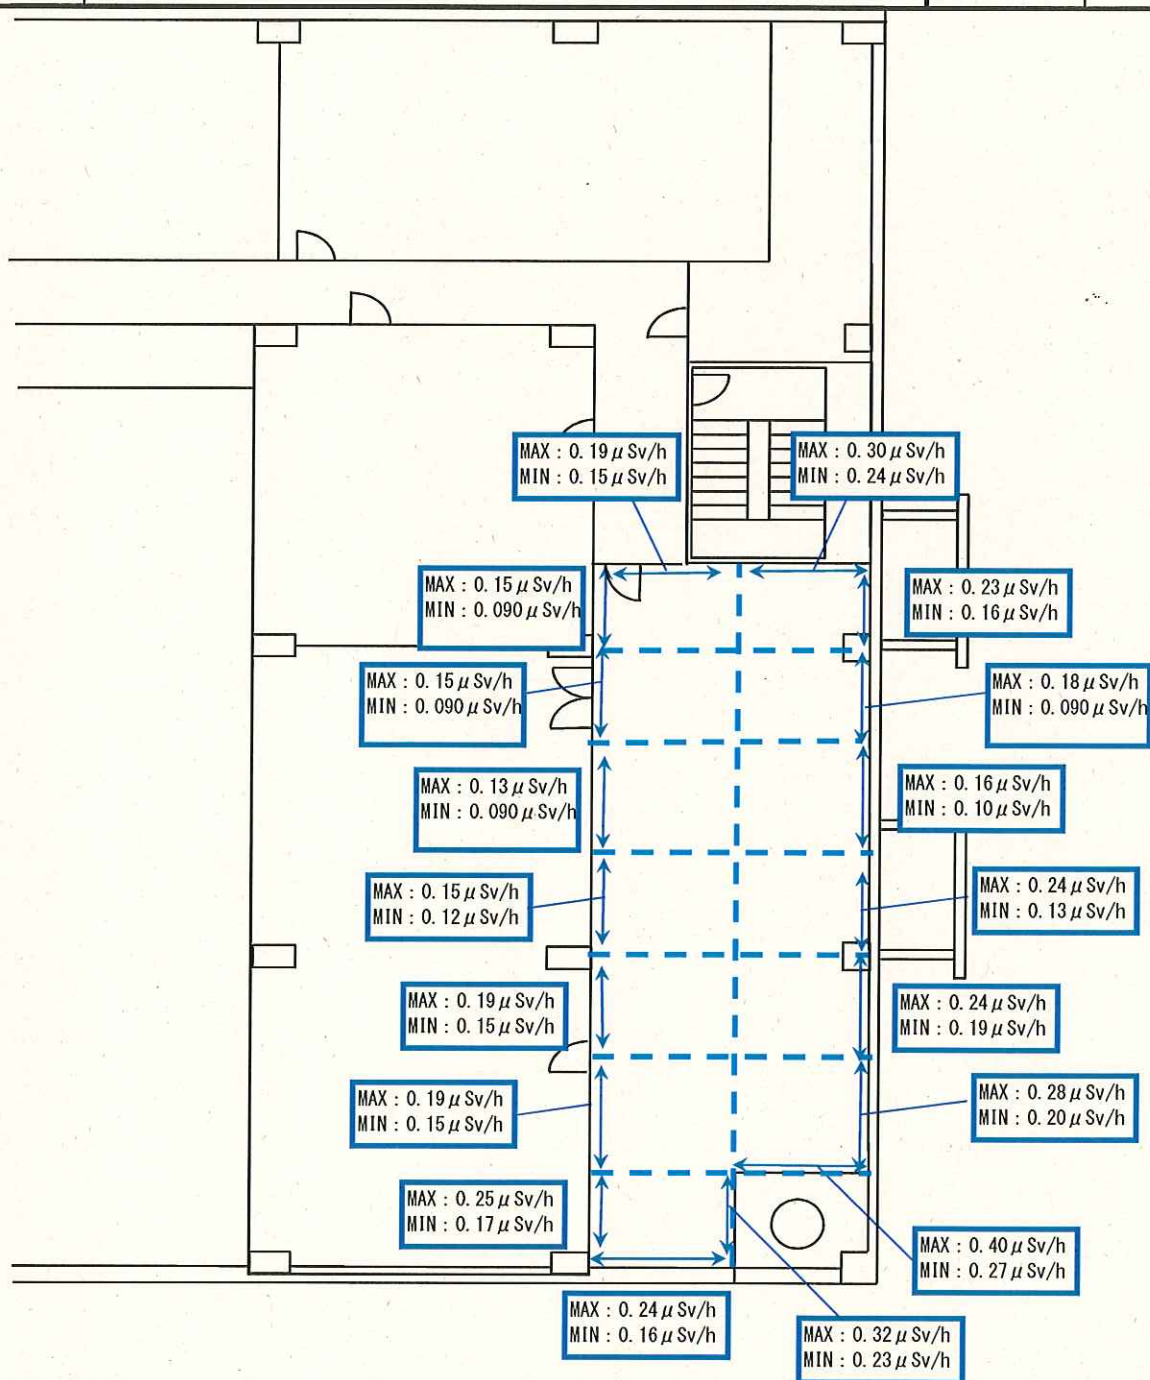 MAX : 0. 19 μ Sv/h
MIN : 0. 15 μ Sv/h
MAX : 0. 30 μ Sv/h
MIN : 0. 24 μ Sv/h
MAX : 0. 15 μ Sv/h
MIN : 0. 090 μ Sv/h
MAX : 0. 23 μ Sv/h
MIN : 0. 16 μ Sv/h
MAX : 0. 15 μ Sv/h
MIN : 0. 090 μ Sv/h
MAX : 0. 18 μ Sv/h
MIN : 0. 090 μ Sv/h
MAX : 0. 13 μ Sv/h
MIN : 0. 090 μ Sv/h
MAX : 0. 16 μ Sv/h
MIN : 0. 10 μ Sv/h
MAX : 0. 15 μ Sv/h
MIN : 0. 12 μ Sv/h
MAX : 0. 24 μ Sv/h
MIN : 0. 13 μ Sv/h
MAX : 0. 19 μ Sv/h
MIN : 0. 15 μ Sv/h
MAX : 0. 24 μ Sv/h
MIN : 0. 19 μ Sv/h
MAX : 0. 19 μ Sv/h
MIN : 0. 15 μ Sv/h
MAX : 0. 28 μ Sv/h
MIN : 0. 20 μ Sv/h
MAX : 0. 25 μ Sv/h
MIN : 0. 17 μ Sv/h
MAX : 0. 40 μ Sv/h
MIN : 0. 27 μ Sv/h
MAX : 0. 24 μ Sv/h
MIN : 0. 16 μ Sv/h
MAX : 0. 32 μ Sv/h
MIN : 0. 23 μ Sv/h